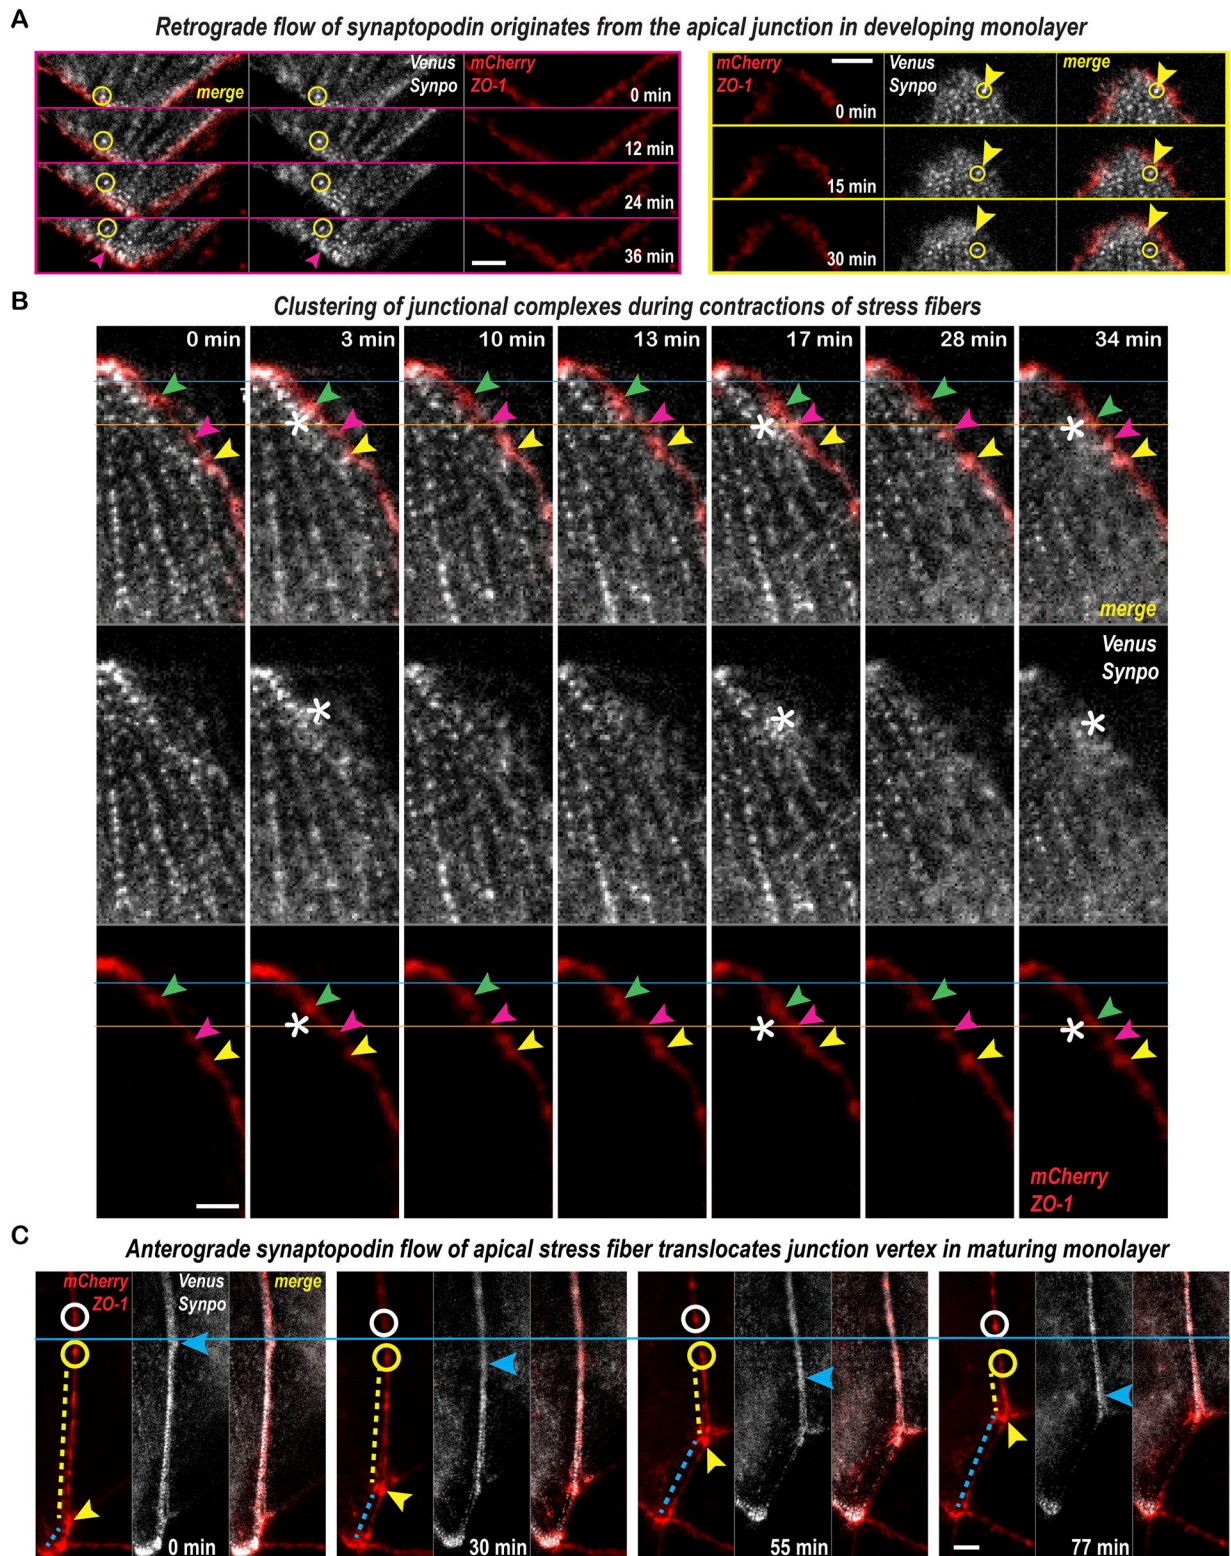 A
Retrograde flow of synaptopodin originates from the apical junction in developing monolayer
merge
Venus
Synpo
mCherry
ZO-1
0 min
12 min
24 min
36 min
mCherry
ZO-1
Venus
Synpo
merge
0 min
15 min
30 min
B
Clustering of junctional complexes during contractions of stress fibers
0 min
3 min
10 min
13 min
17 min
28 min
34 min
*
*
*
merge
Venus
Synpo
*
*
*
*
*
*
mCherry
ZO-1
C
Anterograde synaptopodin flow of apical stress fiber translocates junction vertex in maturing monolayer
mCherry
ZO-1
Venus
Synpo
merge
0 min
30 min
55 min
77 min